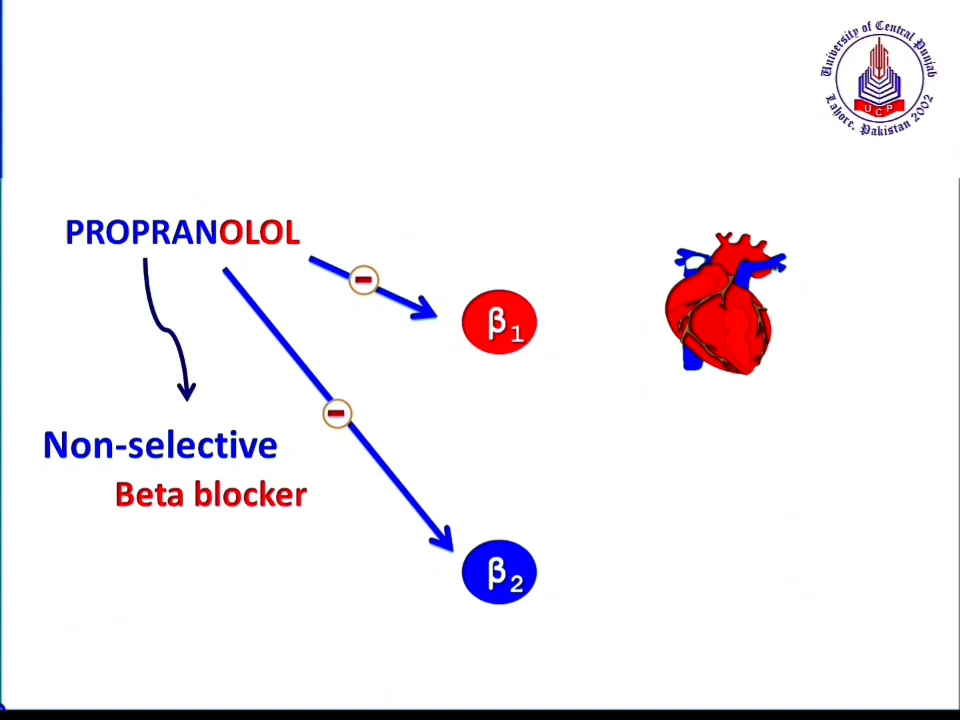 University of Central Punjab
UCP
Lahore, Pakistan 2002
PROPRANOLOL
β1
Non-selective
Beta blocker
β2